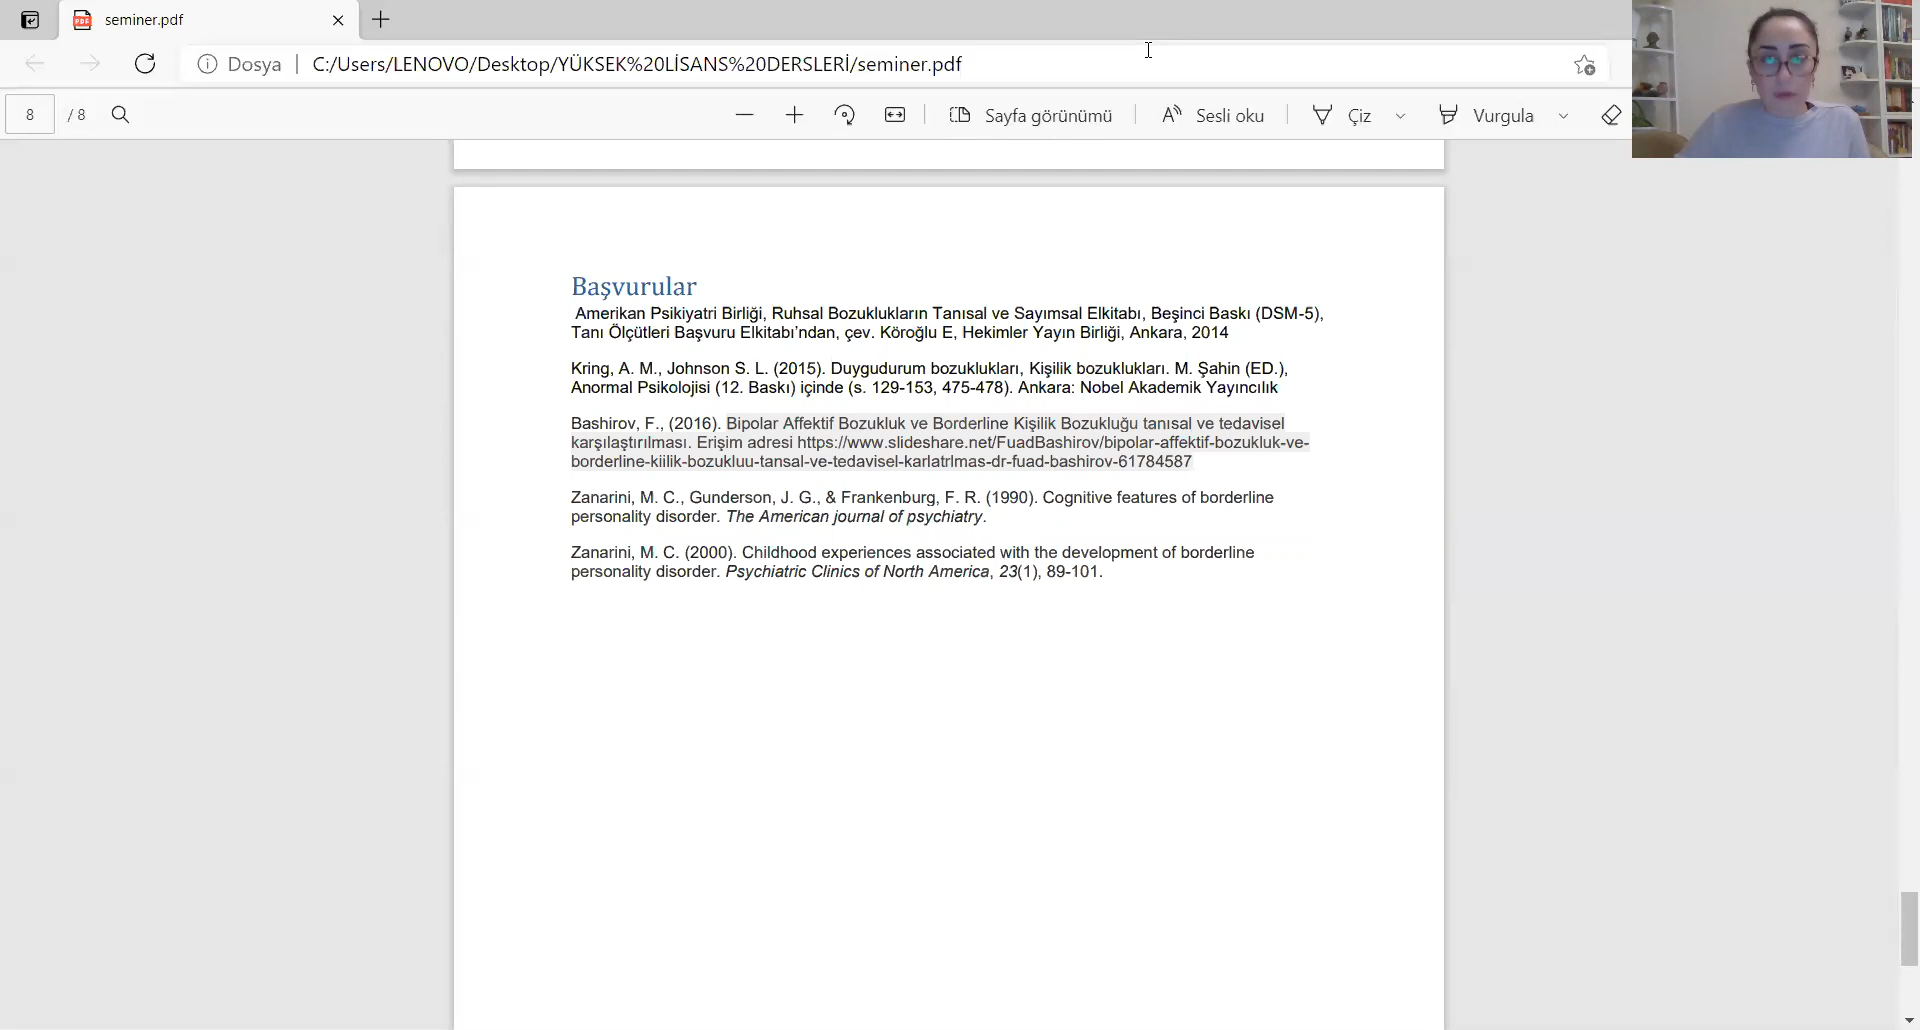 seminer.pdf
Dosya | C:/Users/LENOVO/Desktop/YÜKSEK%20LİSANS%20DERSLERİ/seminer.pdf
8 / 8 Sayfa görünümü Sesli oku Çiz Vurgula
Başvurular
Amerikan Psikiyatri Birliği, Ruhsal Bozuklukların Tanısal ve Sayımsal Elkitabı, Beşinci Baskı (DSM-5),
Tanı Ölçütleri Başvuru Elkitabı'ndan, çev. Köroğlu E, Hekimler Yayın Birliği, Ankara, 2014
Kring, A. M., Johnson S. L. (2015). Duygudurum bozuklukları, Kişilik bozuklukları. M. Şahin (ED.),
Anormal Psikolojisi (12. Baskı) içinde (s. 129-153, 475-478). Ankara: Nobel Akademik Yayıncılık
Bashirov, F., (2016). Bipolar Affektif Bozukluk ve Borderline Kişilik Bozukluğu tanısal ve tedavisel
karşılaştırılması. Erişim adresi https://www.slideshare.net/FuadBashirov/bipolar-affektif-bozukluk-ve-
borderline-kiilik-bozukluu-tansal-ve-tedavisel-karlatrlmas-dr-fuad-bashirov-61784587
Zanarini, M. C., Gunderson, J. G., & Frankenburg, F. R. (1990). Cognitive features of borderline
personality disorder. The American journal of psychiatry.
Zanarini, M. C. (2000). Childhood experiences associated with the development of borderline
personality disorder. Psychiatric Clinics of North America, 23(1), 89-101.